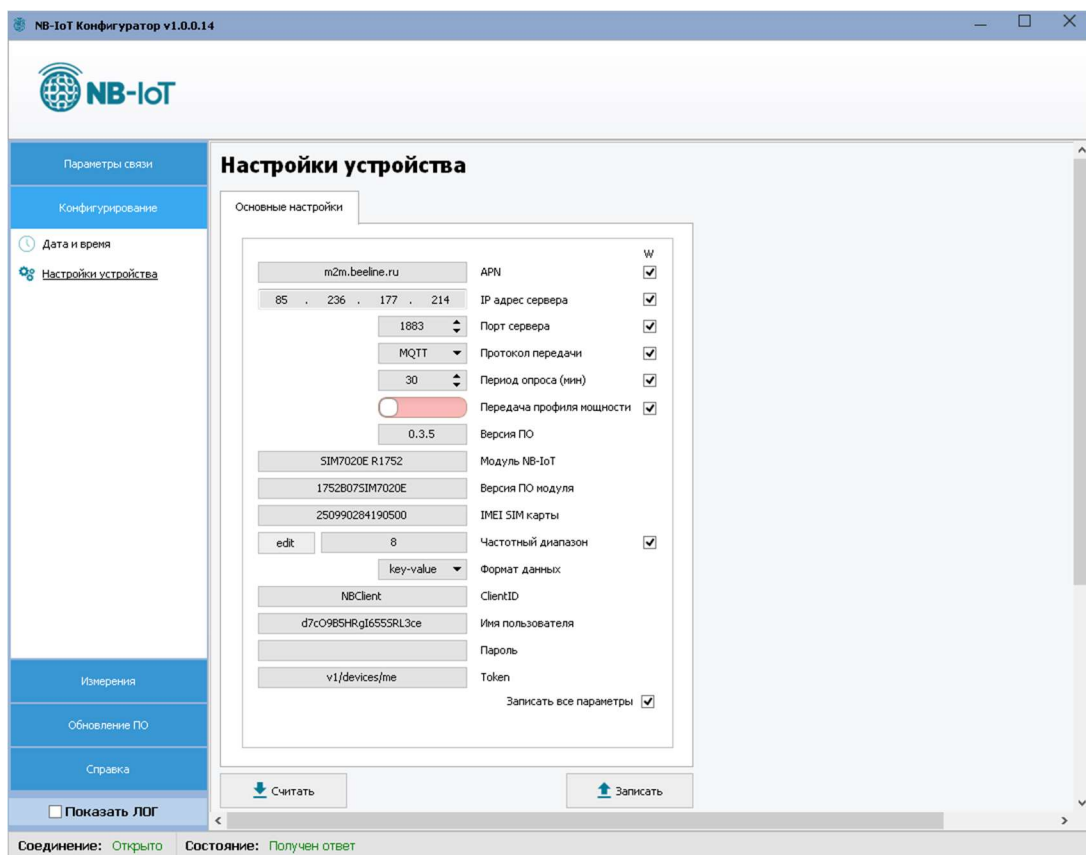 NB-IoT Конфигуратор v1.0.0.14
NB-IoT
Параметры связи
Конфигурирование
Дата и время
Настройки устройства
Измерения
Обновление ПО
Справка
Показать ЛОГ
Настройки устройства
Основные настройки
W
m2m.beeline.ru APN
85 . 236 . 177 . 214 IP адрес сервера
1883 Порт сервера
MQTT Протокол передачи
30 Период опроса (мин)
Передача профиля мощности
0.3.5 Версия ПО
SIM7020E R1752 Модуль NB-IoT
1752B07SIM7020E Версия ПО модуля
250990284190500 IMEI SIM карты
edit 8 Частотный диапазон
key-value Формат данных
NBClient ClientID
d7cO9B5HRgI655SRL3ce Имя пользователя
Пароль
v1/devices/me Token
Записать все параметры
Считать Записать
Соединение: Открыто Состояние: Получен ответ